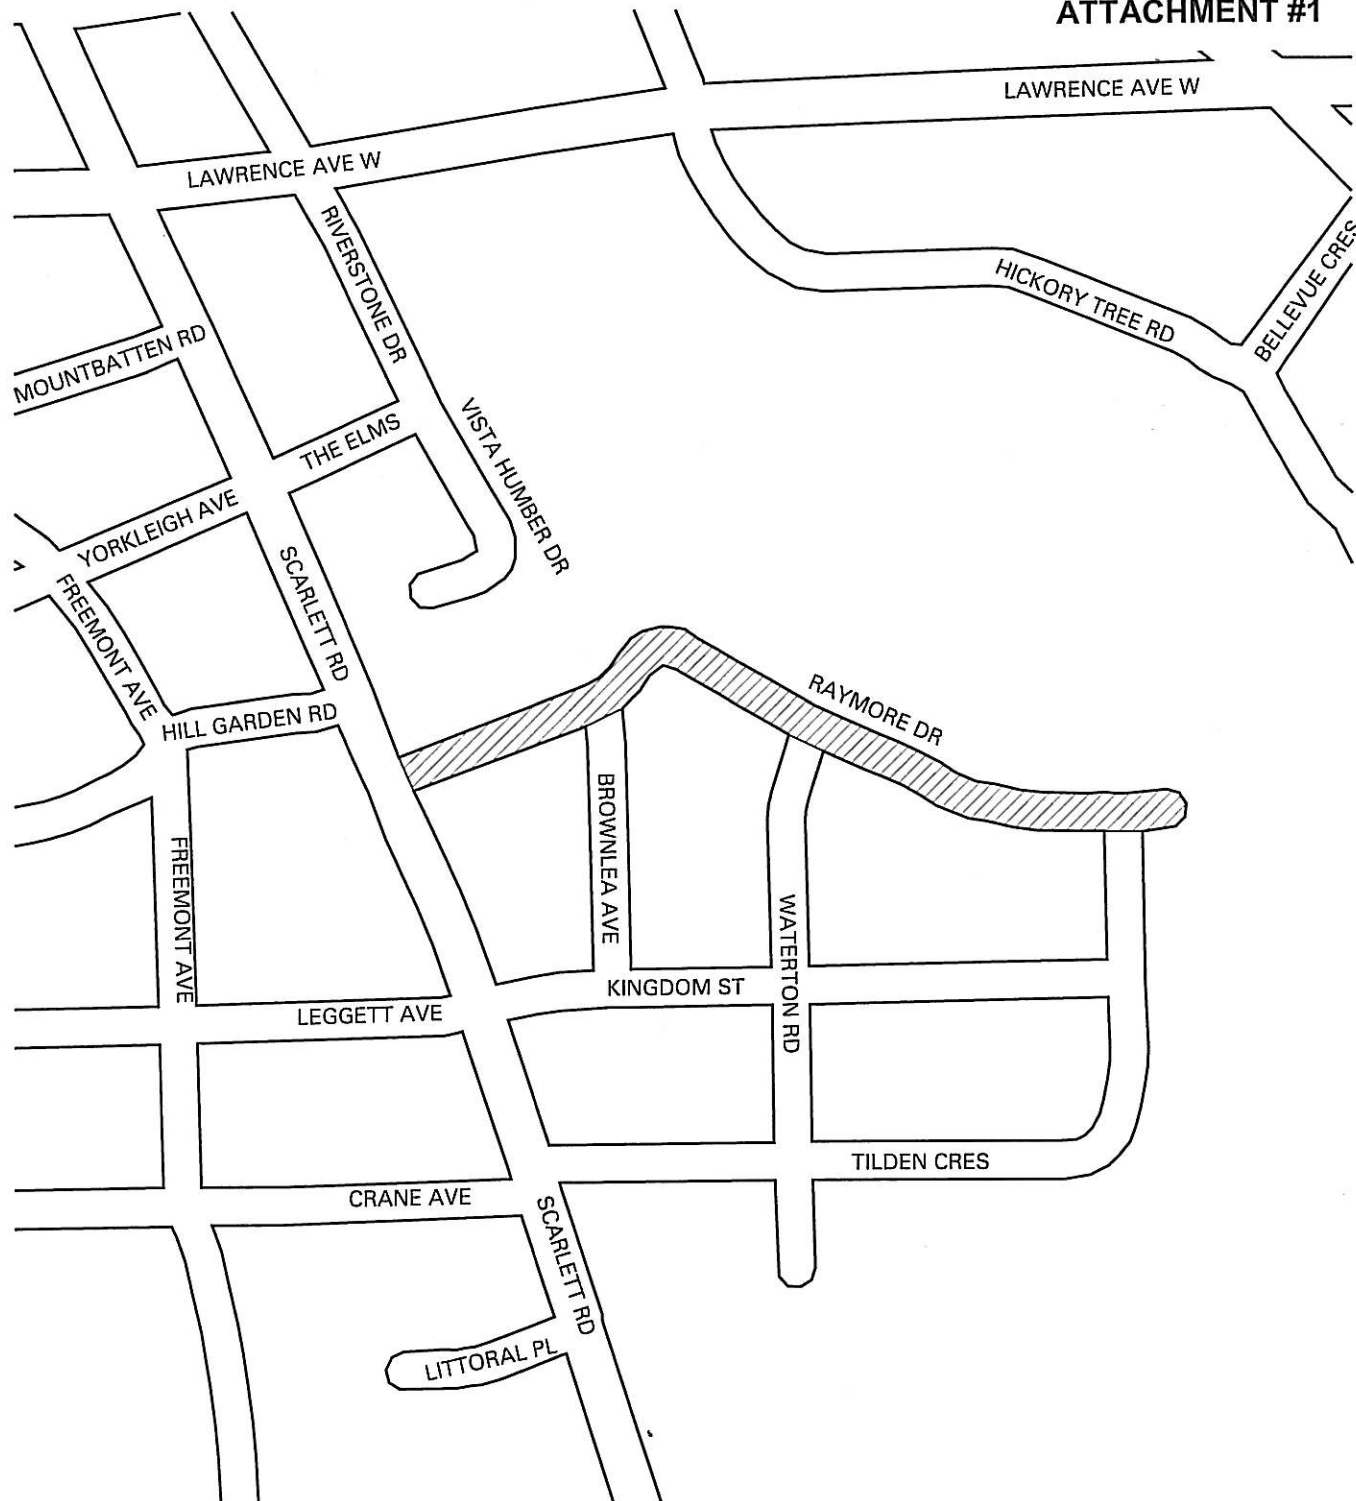 ATTACHMENT #1
LAWRENCE AVE W
LAWRENCE AVE W
RIVERSTONE DR
HICKORY TREE RD
BELLEVUE CRES
MOUNTBATTEN RD
THE ELMS
VISTA HUMBER DR
YORKLEIGH AVE
SCARLETT RD
FREEMONT AVE
HILL GARDEN RD
RAYMORE DR
BROWNLEA AVE
FREEMONT AVE
WATERTON RD
KINGDOM ST
LEGGETT AVE
TILDEN CRES
CRANE AVE
SCARLETT RD
LITTORAL PL